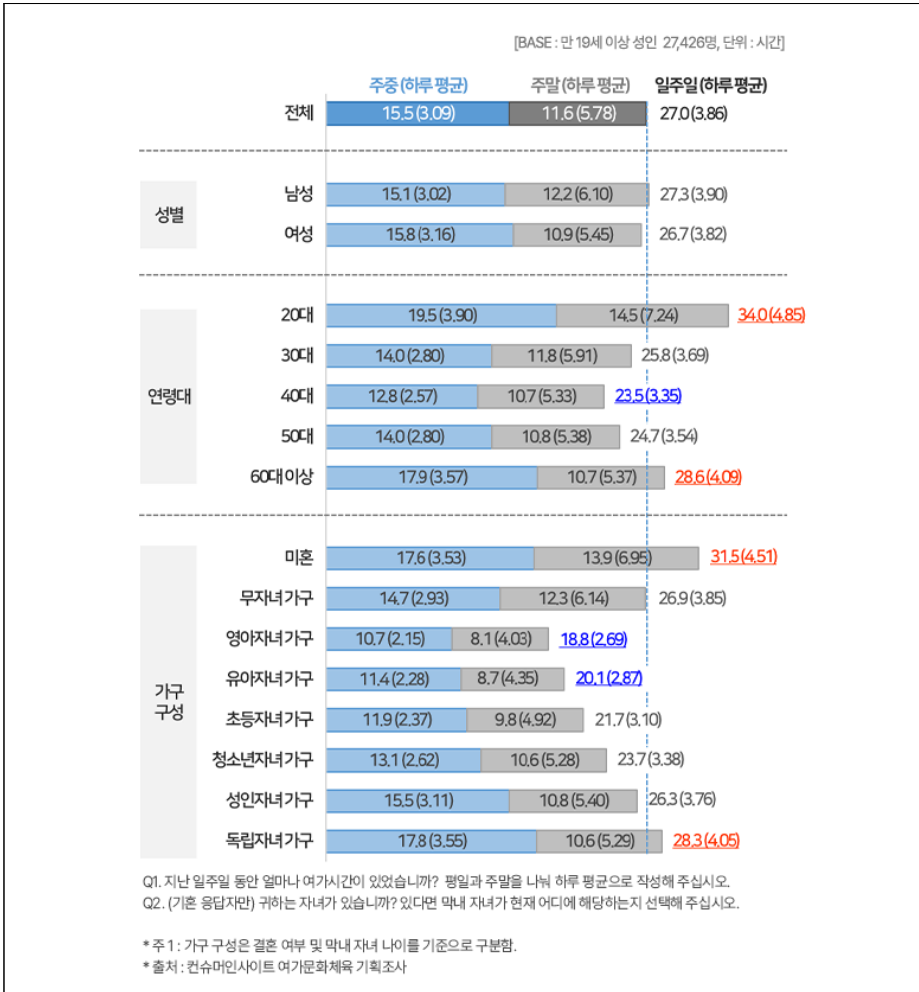 [BASE : 만 19세 이상 성인 27,426명, 단위 : 시간]
주중 (하루 평균) 주말 (하루 평균) 일주일 (하루 평균)
전체 15.5 (3.09) 11.6 (5.78) 27.0 (3.86)
성별
남성 15.1 (3.02) 12.2 (6.10) 27.3 (3.90)
여성 15.8 (3.16) 10.9 (5.45) 26.7 (3.82)
연령대
20대 19.5 (3.90) 14.5 (7.24) 34.0 (4.85)
30대 14.0 (2.80) 11.8 (5.91) 25.8 (3.69)
40대 12.8 (2.57) 10.7 (5.33) 23.5 (3.35)
50대 14.0 (2.80) 10.8 (5.38) 24.7 (3.54)
60대 이상 17.9 (3.57) 10.7 (5.37) 28.6 (4.09)
가구
구성
미혼 17.6 (3.53) 13.9 (6.95) 31.5 (4.51)
무자녀 가구 14.7 (2.93) 12.3 (6.14) 26.9 (3.85)
영아자녀 가구 10.7 (2.15) 8.1 (4.03) 18.8 (2.69)
유아자녀 가구 11.4 (2.28) 8.7 (4.35) 20.1 (2.87)
초등자녀 가구 11.9 (2.37) 9.8 (4.92) 21.7 (3.10)
청소년자녀 가구 13.1 (2.62) 10.6 (5.28) 23.7 (3.38)
성인자녀 가구 15.5 (3.11) 10.8 (5.40) 26.3 (3.76)
독립자녀 가구 17.8 (3.55) 10.6 (5.29) 28.3 (4.05)
Q1. 지난 일주일 동안 얼마나 여가시간이 있었습니까? 평일과 주말을 나눠 하루 평균으로 작성해 주십시오.
Q2. (기혼 응답자만) 귀하는 자녀가 있습니까? 있다면 막내 자녀가 현재 어디에 해당하는지 선택해 주십시오.
* 주 1 : 가구 구성은 결혼 여부 및 막내 자녀 나이를 기준으로 구분함.
* 출처 : 컨슈머인사이트 여가문화체육 기획조사